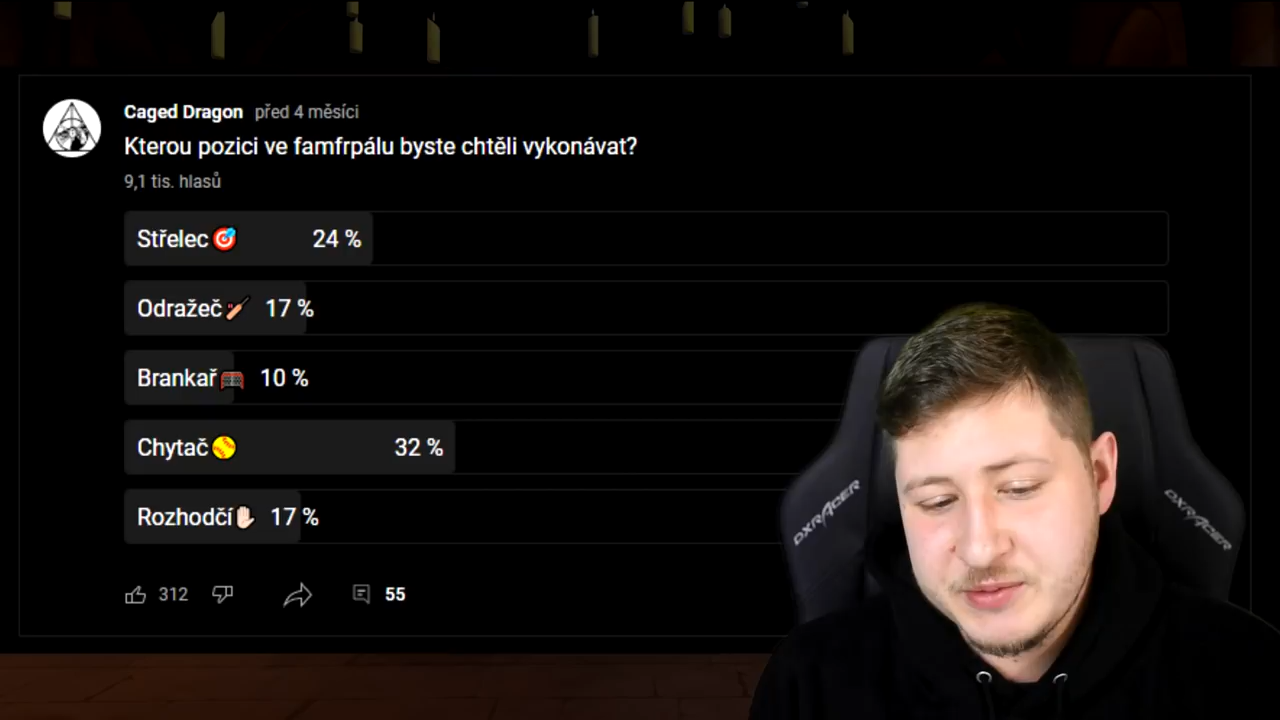 Caged Dragon před 4 měsíci
Kterou pozici ve famfrpálu byste chtěli vykonávat?
9,1 tis. hlasů
Střelec🎯 24 %
Odražeč🏏 17 %
Brankař🥅 10 %
Chytač🥎 32 %
Rozhodčí✋🏻 17 %
312 55
DXRACER DXRACER